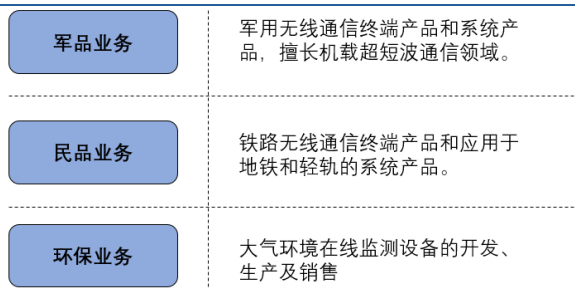 军品业务
军用无线通信终端产品和系统产
品，擅长机载超短波通信领域。
民品业务
铁路无线通信终端产品和应用于
地铁和轻轨的系统产品。
环保业务
大气环境在线监测设备的开发、
生产及销售